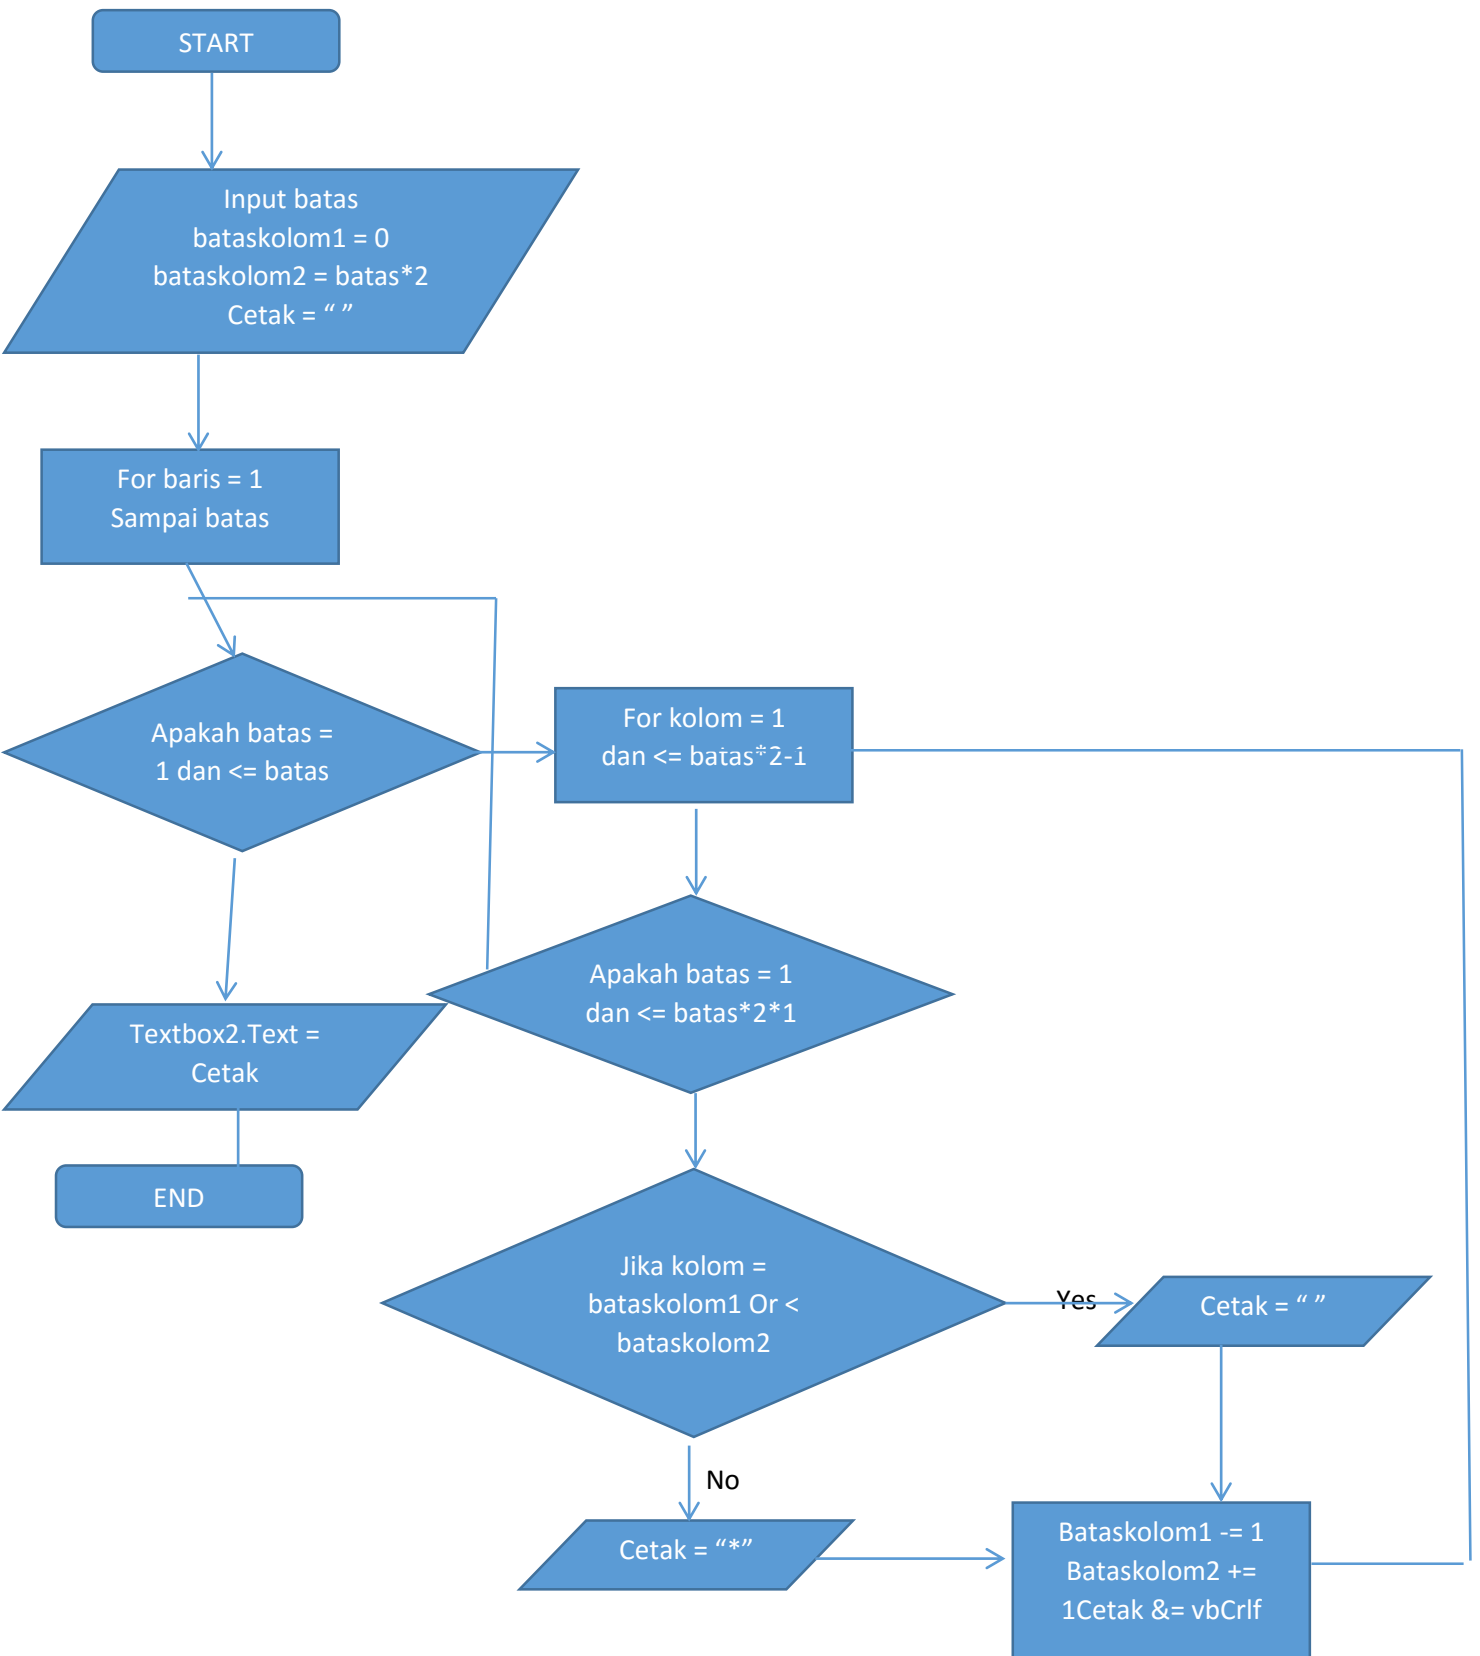 START
Input batas
bataskolom1 = 0
bataskolom2 = batas*2
Cetak = “ ”
For baris = 1
Sampai batas
Apakah batas =
1 dan <= batas
For kolom = 1
dan <= batas*2-1
Apakah batas = 1
dan <= batas*2*1
Textbox2.Text =
Cetak
END
Jika kolom =
bataskolom1 Or <
bataskolom2
Yes
Cetak = “ ”
No
Cetak = “*”
Bataskolom1 -= 1
Bataskolom2 +=
1Cetak &= vbCrlf